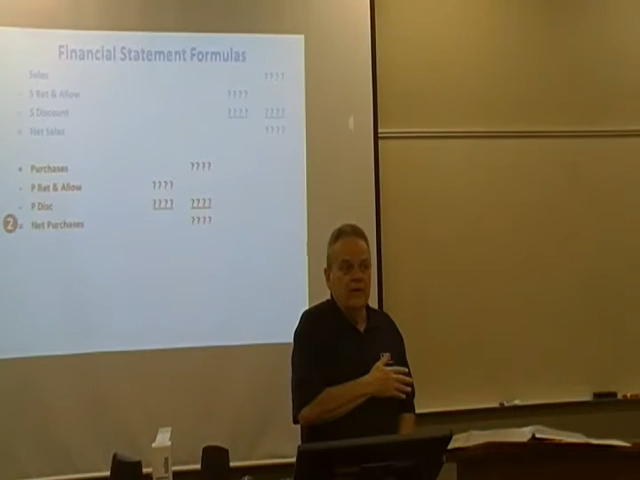 Financial Statement Formulas
Sales ????
- S Ret & Allow ????
- S Discount ???? ????
= Net Sales ????
+ Purchases ????
- P Ret & Allow ????
- P Disc ???? ????
2 = Net Purchases ????